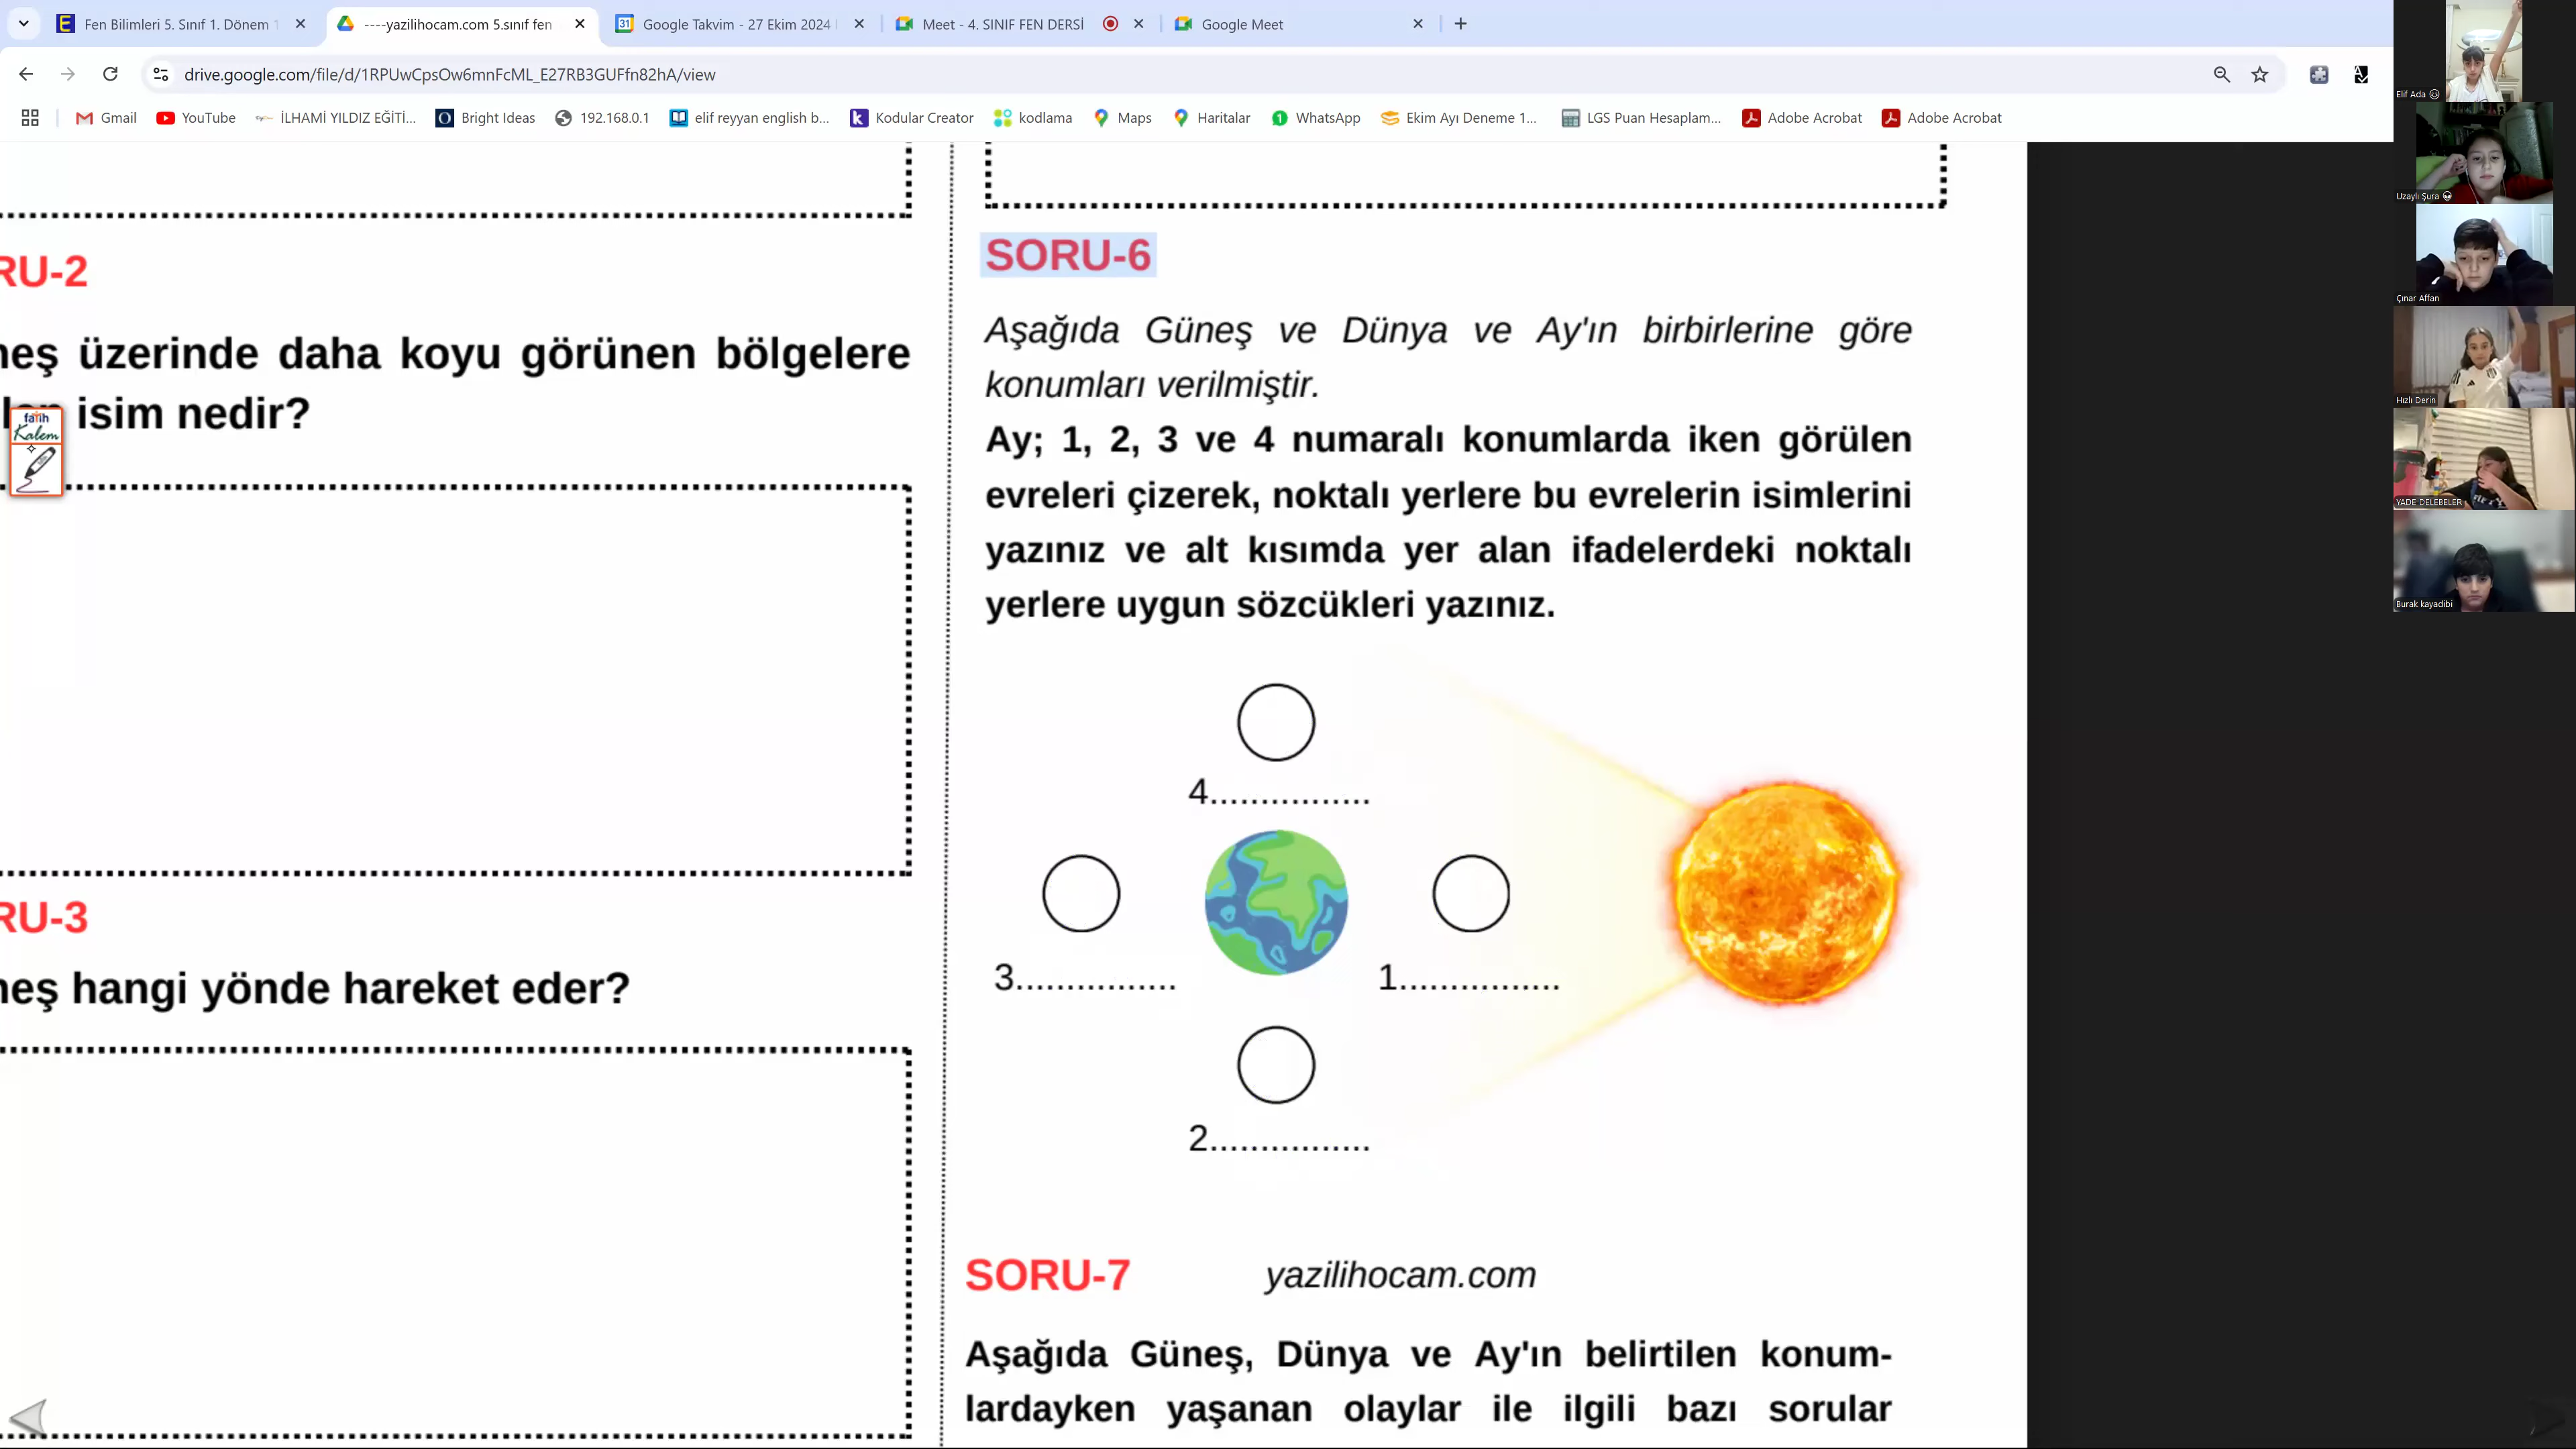 Fen Bilimleri 5. Sınıf 1. Dönem
----yazilihocam.com 5.sınıf fen
Google Takvim - 27 Ekim 2024
Meet - 4. SINIF FEN DERSİ
Google Meet
drive.google.com/file/d/1RPUwCpsOw6mnFcML_E27RB3GUFfn82hA/view
Gmail
YouTube
İLHAMİ YILDIZ EĞİTİ...
Bright Ideas
192.168.0.1
elif reyyan english b...
Kodular Creator
kodlama
Maps
Haritalar
WhatsApp
Ekim Ayı Deneme 1...
LGS Puan Hesaplam...
Adobe Acrobat
Adobe Acrobat
RU-2
neş üzerinde daha koyu görünen bölgelere
isim nedir?
fatih
Kalem
RU-3
neş hangi yönde hareket eder?
SORU-6
Aşağıda Güneş ve Dünya ve Ay'ın birbirlerine göre
konumları verilmiştir.
Ay; 1, 2, 3 ve 4 numaralı konumlarda iken görülen
evreleri çizerek, noktalı yerlere bu evrelerin isimlerini
yazınız ve alt kısımda yer alan ifadelerdeki noktalı
yerlere uygun sözcükleri yazınız.
4................
3................
1................
2................
SORU-7
yazilihocam.com
Aşağıda Güneş, Dünya ve Ay'ın belirtilen konum-
lardayken yaşanan olaylar ile ilgili bazı sorular
Elif Ada
Uzaylı Şura
Çınar Affan
Hızlı Derin
YADE DELEBELER
Burak kayadibi